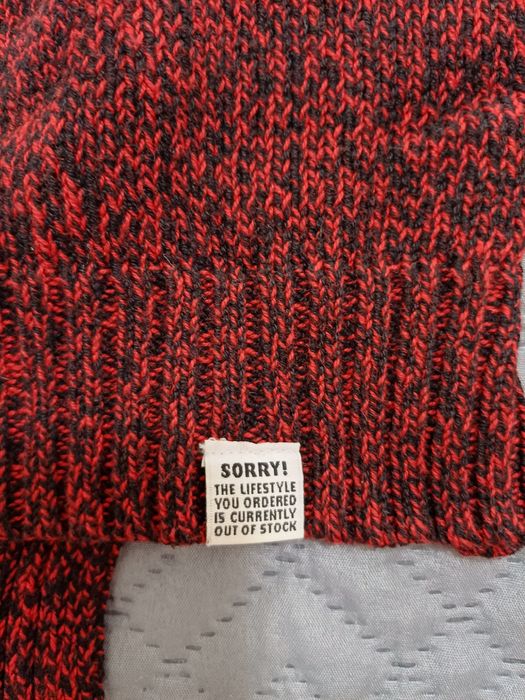 SORRY!
THE LIFESTYLE
YOU ORDERED
IS CURRENTLY
OUT OF STOCK